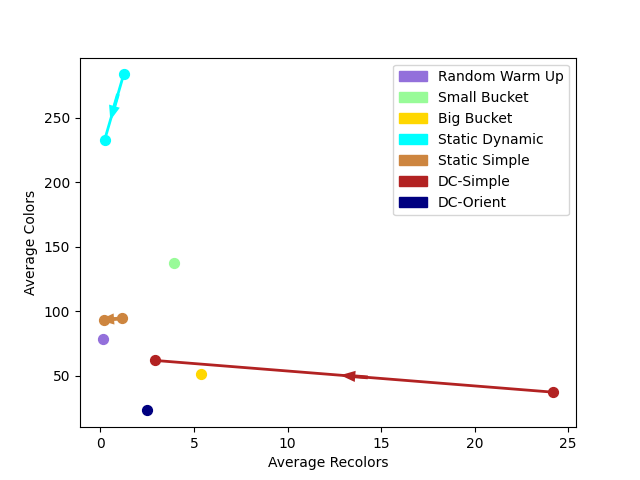 Random Warm Up
Small Bucket
Big Bucket
Static Dynamic
Static Simple
DC-Simple
DC-Orient
250
200
150
100
50
Average Colors
0 5 10 15 20 25
Average Recolors